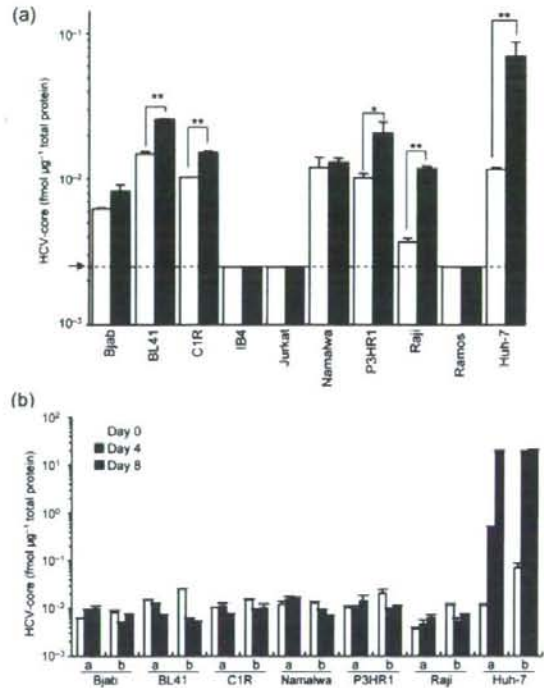 (a)
10⁻¹
10⁻²
10⁻³
HCV-core (fmol μg⁻¹ total protein)
**
**
*
**
**
Bjab
BL41
C1R
IB4
Jurkat
Namalwa
P3HR1
Raji
Ramos
Huh-7
(b)
10²
10¹
10⁰
10⁻¹
10⁻²
10⁻³
HCV-core (fmol μg⁻¹ total protein)
Day 0
Day 4
Day 8
a b a b a b a b a b a b a b
Bjab BL41 C1R Namalwa P3HR1 Raji Huh-7